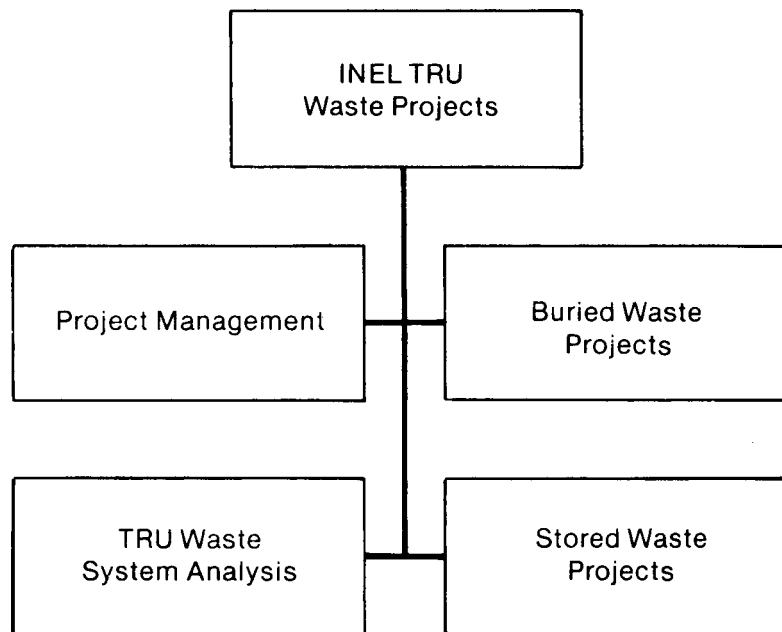 INEL TRU
Waste Projects
Project Management
Buried Waste
Projects
TRU Waste
System Analysis
Stored Waste
Projects